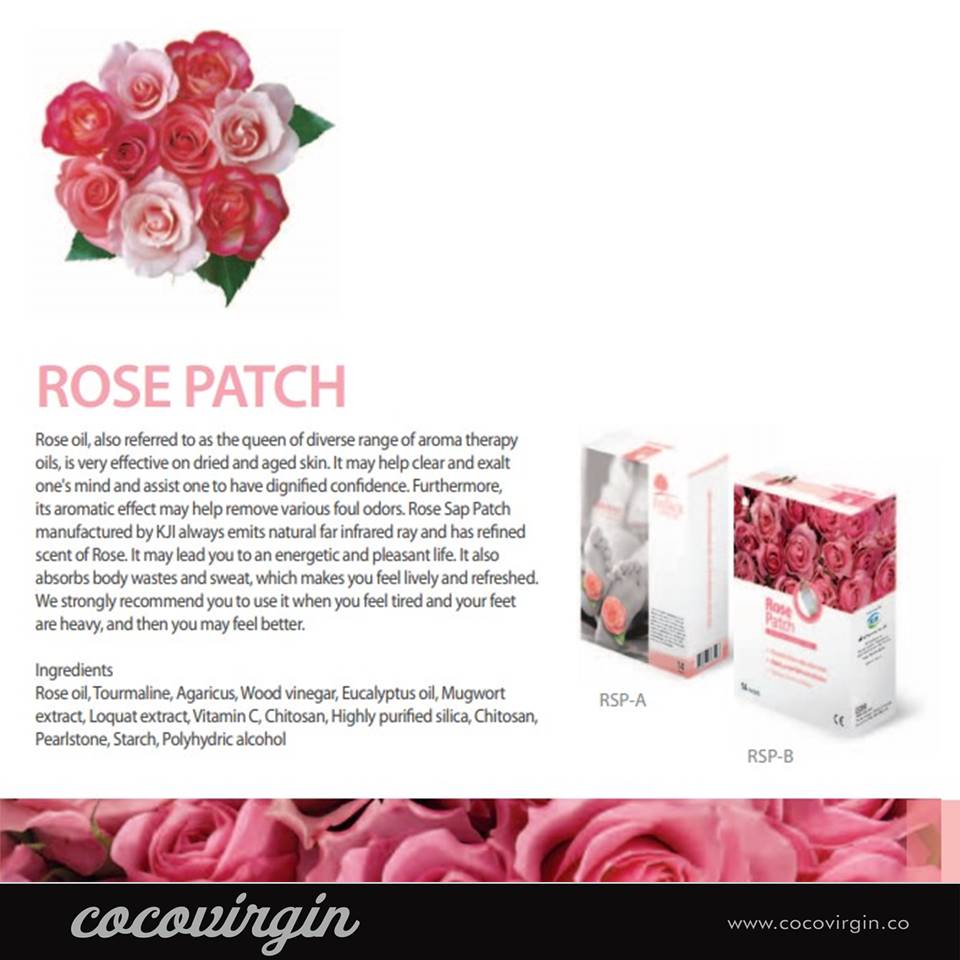 ROSE PATCH
Rose oil, also referred to as the queen of diverse range of aroma therapy
oils, is very effective on dried and aged skin. It may help clear and exalt
one's mind and assist one to have dignified confidence. Furthermore,
its aromatic effect may help remove various foul odors. Rose Sap Patch
manufactured by KJI always emits natural far infrared ray and has refined
scent of Rose. It may lead you to an energetic and pleasant life. It also
absorbs body wastes and sweat, which makes you feel lively and refreshed.
We strongly recommend you to use it when you feel tired and your feet
are heavy, and then you may feel better.
Ingredients
Rose oil, Tourmaline, Agaricus, Wood vinegar, Eucalyptus oil, Mugwort
extract, Loquat extract, Vitamin C, Chitosan, Highly purified silica, Chitosan,
Pearlstone, Starch, Polyhydric alcohol
14
RSP-A
Rose
Patch
14
CE
RSP-B
cocovirgin
www.cocovirgin.co